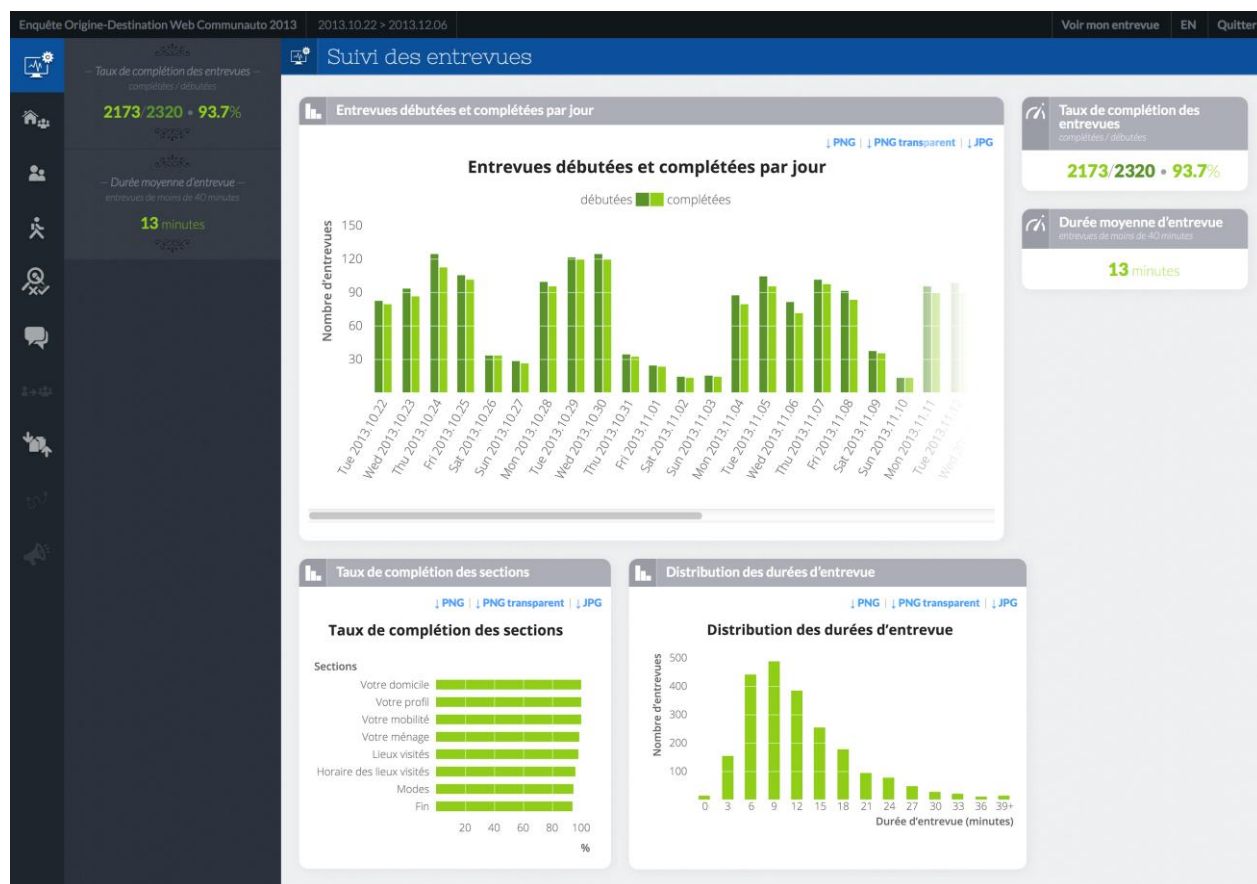 Enquête Origine-Destination Web Communauto 2013
2013.10.22 > 2013.12.06
Voir mon entrevue
EN
Quitter
— Taux de complétion des entrevues —
complétées / débutées
2173/2320 • 93.7%
— Durée moyenne d'entrevue —
entrevues de moins de 40 minutes
13 minutes
Suivi des entrevues
Entrevues débutées et complétées par jour
↓ PNG | ↓ PNG transparent | ↓ JPG
Entrevues débutées et complétées par jour
débutées complétées
Nombre d'entrevues
150
120
90
60
30
Tue 2013.10.22
Wed 2013.10.23
Thu 2013.10.24
Fri 2013.10.25
Sat 2013.10.26
Sun 2013.10.27
Mon 2013.10.28
Tue 2013.10.29
Wed 2013.10.30
Thu 2013.10.31
Fri 2013.11.01
Sat 2013.11.02
Sun 2013.11.03
Mon 2013.11.04
Tue 2013.11.05
Wed 2013.11.06
Thu 2013.11.07
Fri 2013.11.08
Sat 2013.11.09
Sun 2013.11.10
Mon 2013.11.11
Tue 2013.11.12
Taux de complétion des entrevues
complétées / débutées
2173/2320 • 93.7%
Durée moyenne d'entrevue
entrevues de moins de 40 minutes
13 minutes
Taux de complétion des sections
↓ PNG | ↓ PNG transparent | ↓ JPG
Taux de complétion des sections
Sections
Votre domicile
Votre profil
Votre mobilité
Votre ménage
Lieux visités
Horaire des lieux visités
Modes
Fin
20 40 60 80 100
%
Distribution des durées d'entrevue
↓ PNG | ↓ PNG transparent | ↓ JPG
Distribution des durées d'entrevue
Nombre d'entrevues
500
400
300
200
100
0 3 6 9 12 15 18 21 24 27 30 33 36 39+
Durée d'entrevue (minutes)